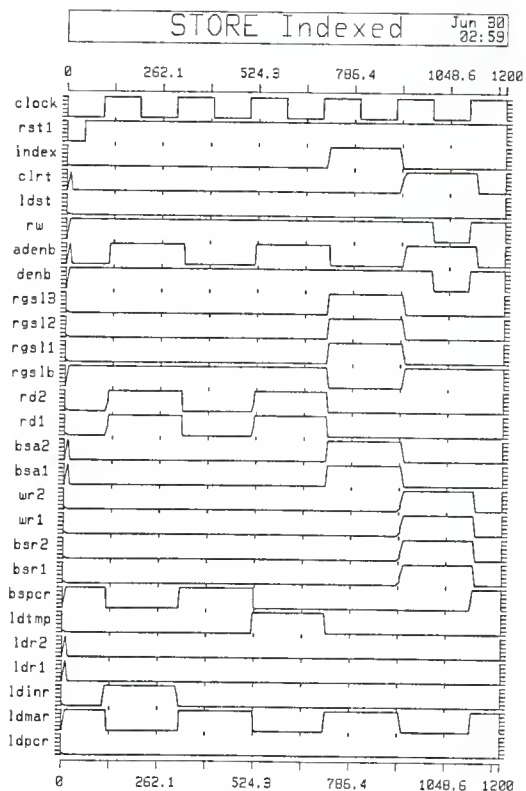 STORE Indexed
Jun 30
02:59
0 262.1 524.3 786.4 1048.6 1200
clock
rst1
index
clrt
ldst
rw
adenb
denb
rgsl3
rgsl2
rgsl1
rgslb
rd2
rd1
bsa2
bsa1
wr2
wr1
bsr2
bsr1
bspcr
ldtmp
ldr2
ldr1
ldinr
ldmar
ldpcr
0 262.1 524.3 786.4 1048.6 1200